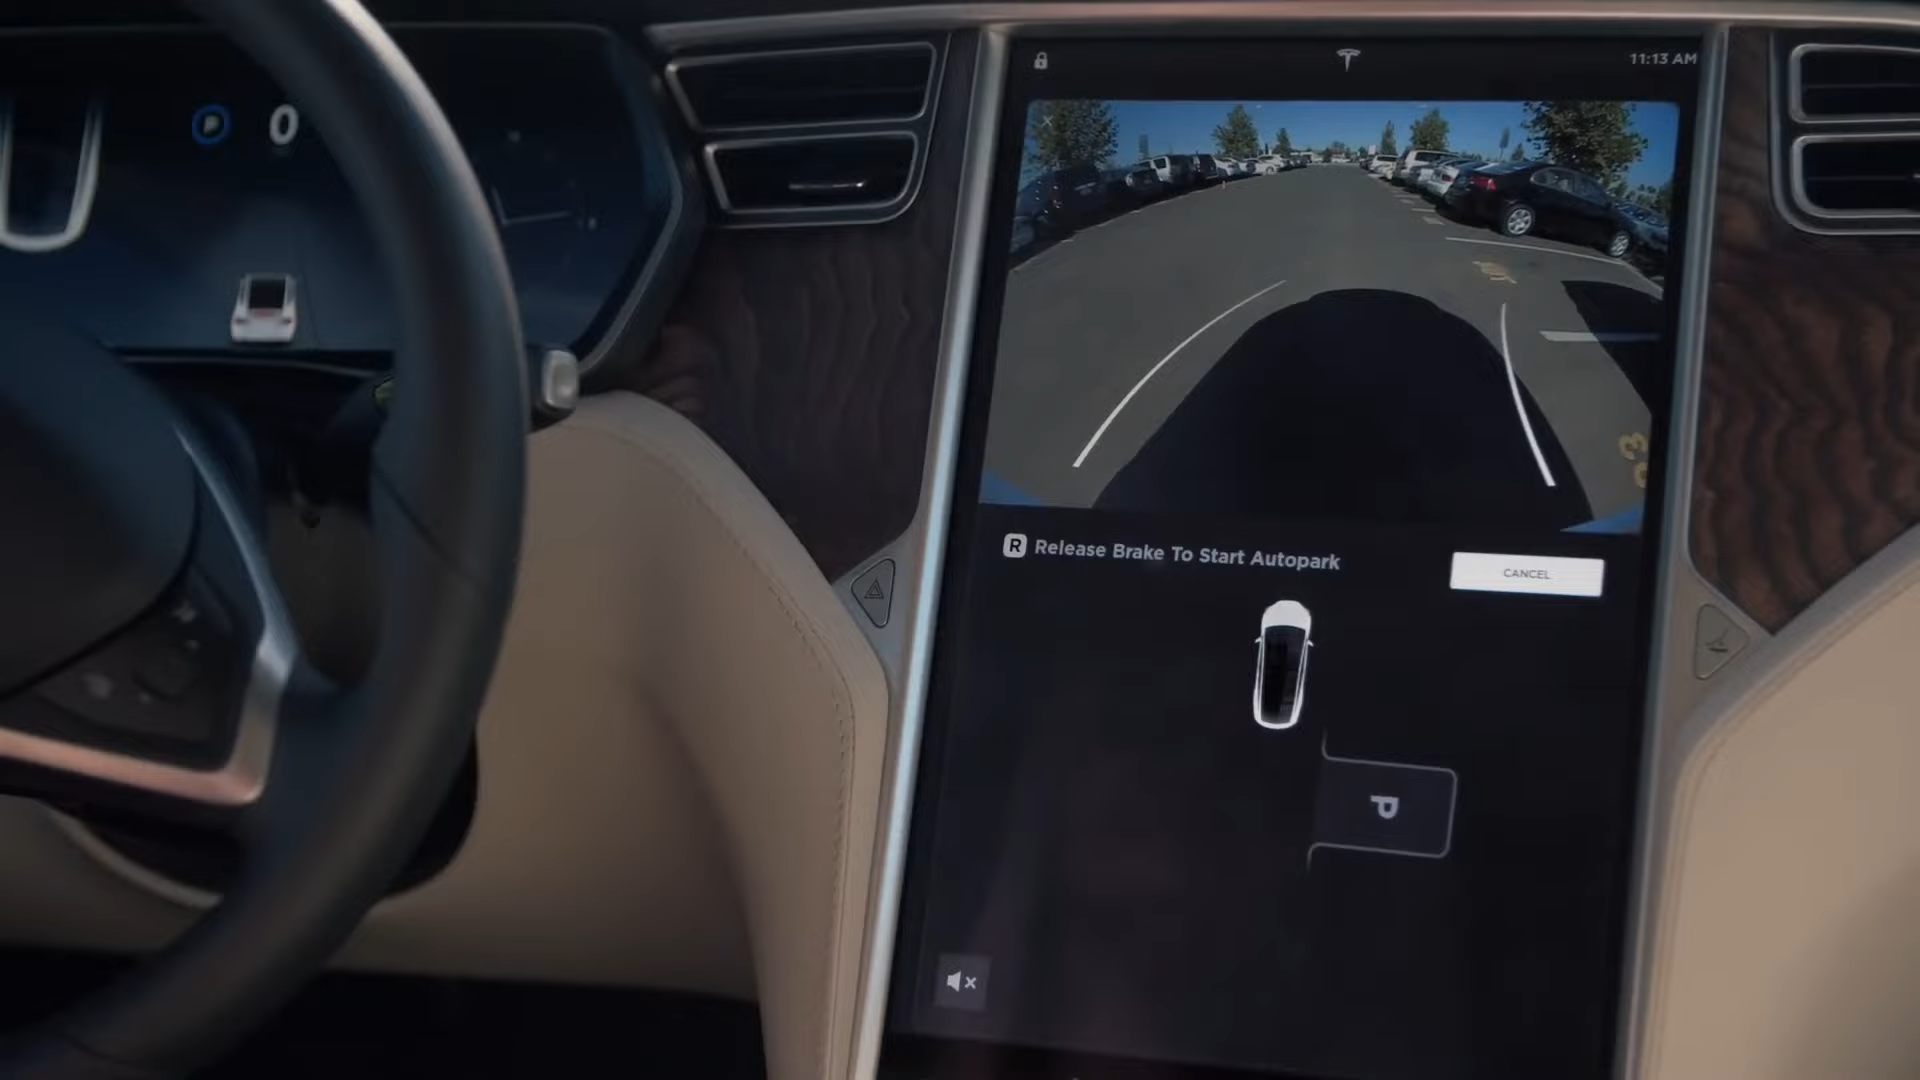 P
0
11:13 AM
R Release Brake To Start Autopark
CANCEL
P